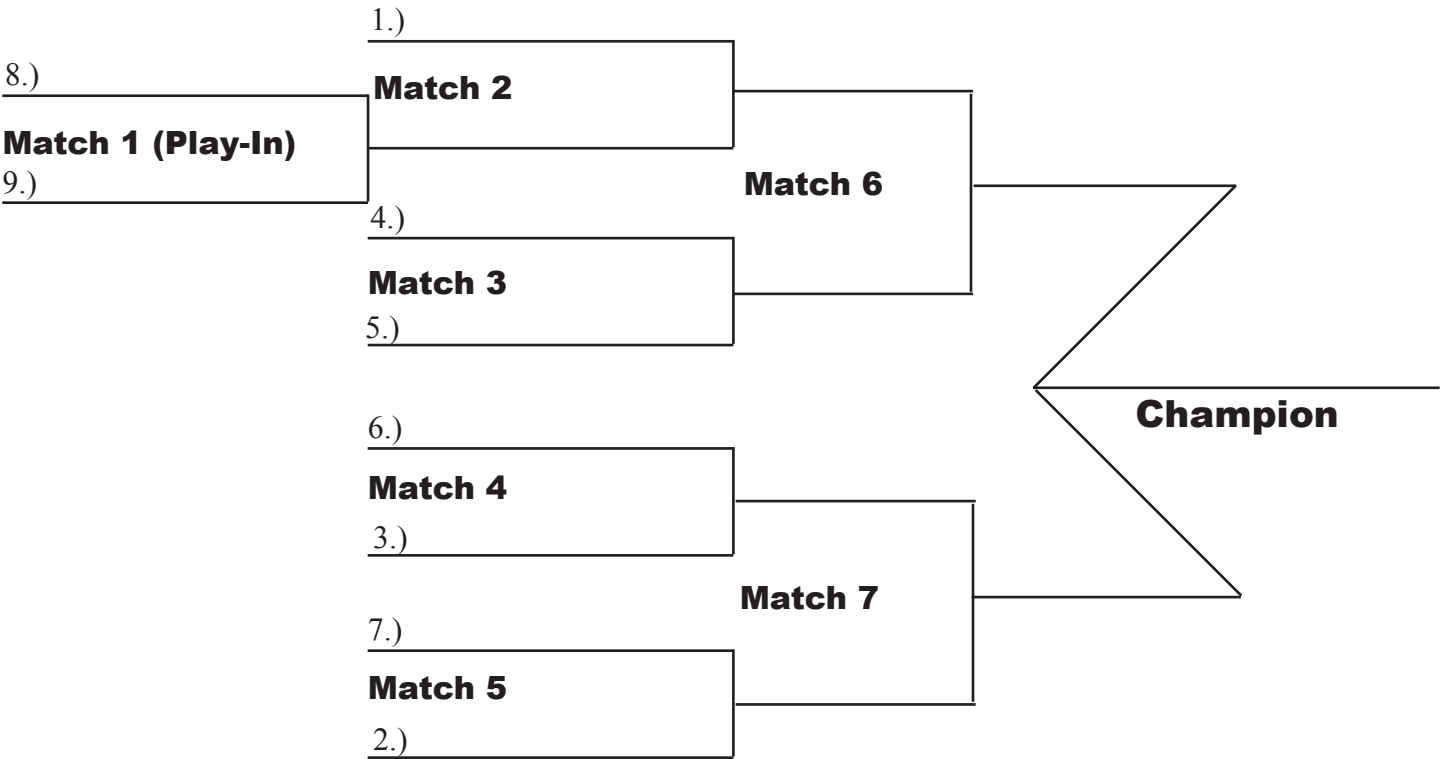 1.)
8.)
Match 2
Match 1 (Play-In)
9.)
Match 6
4.)
Match 3
5.)
Champion
6.)
Match 4
3.)
Match 7
7.)
Match 5
2.)